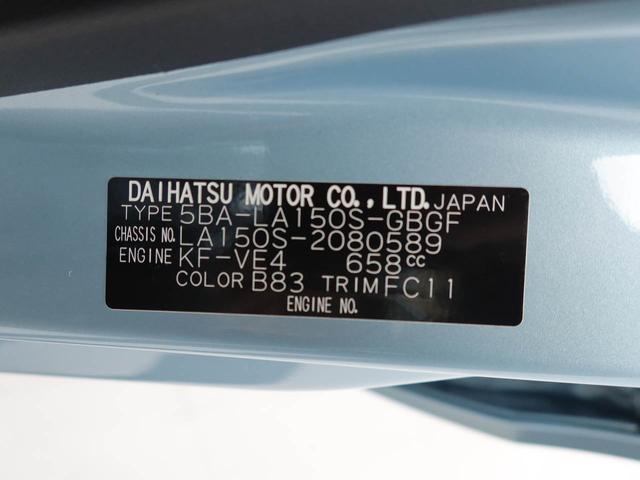 DAIHATSU MOTOR CO.,LTD. JAPAN
TYPE 5BA-LA150S-GBGF
CHASSIS NO. LA150S-2080589
ENGINE KF-VE4 658cc
COLOR B83 TRIM FC11
ENGINE NO.